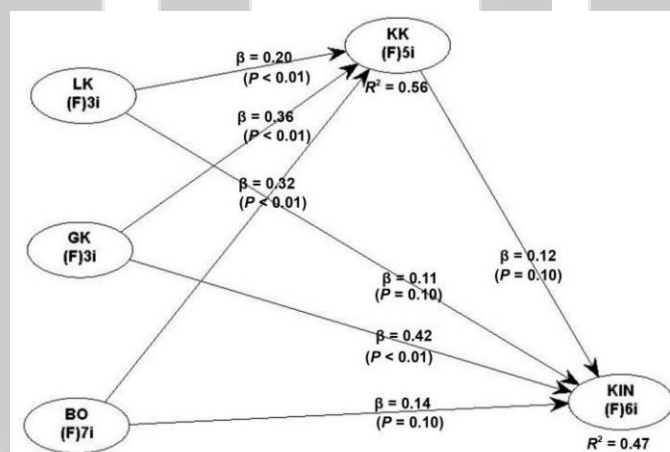 KK
(F)5i
R² = 0.56
β = 0.20
(P < 0.01)
LK
(F)3i
β = 0.36
(P < 0.01)
β = 0.32
(P < 0.01)
GK
(F)3i
β = 0.12
(P = 0.10)
β = 0.11
(P = 0.10)
β = 0.42
(P < 0.01)
KIN
(F)6i
R² = 0.47
β = 0.14
(P = 0.10)
BO
(F)7i